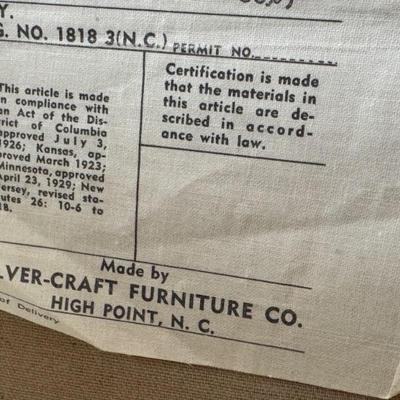 Y.
G. NO. 1818 3(N.C.) PERMIT NO.
This article is made
in compliance with
an Act of the Dis-
trict of Columbia
approved July 3,
1926; Kansas, ap-
proved March 1923;
Minnesota, approved
April 23, 1929; New
Jersey, revised sta-
tutes 26: 10-6 to
18.
Certification is made
that the materials in
this article are de-
scribed in accord-
ance with law.
Made by
LVER-CRAFT FURNITURE CO.
HIGH POINT, N. C.
of Delivery